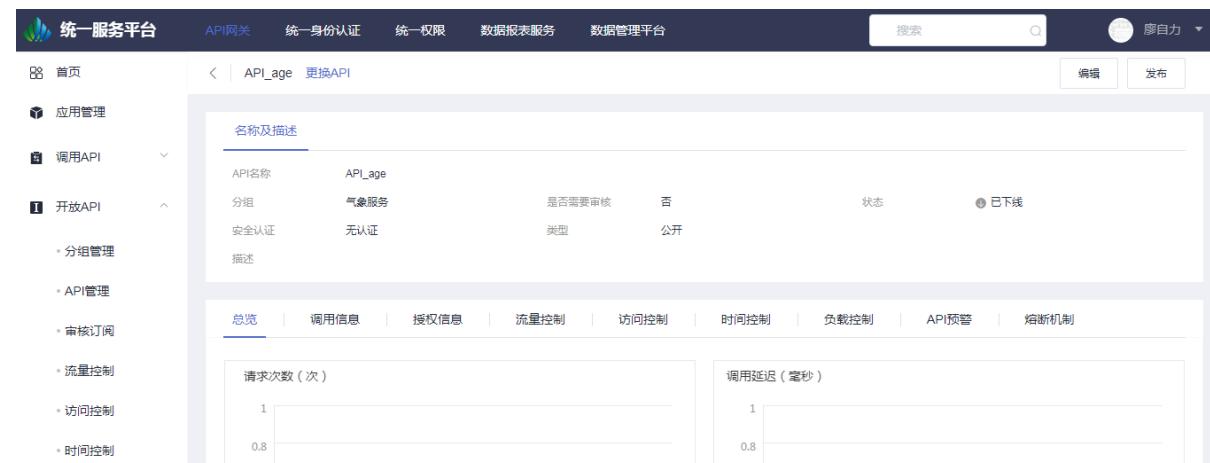 统一服务平台 API网关 统一身份认证 统一权限 数据报表服务 数据管理平台 搜索 廖自力
首页
< API_age 更换API 编辑 发布
应用管理
调用API
开放API
分组管理
API管理
审核订阅
流量控制
访问控制
时间控制
名称及描述
API名称 API_age
分组 气象服务 是否需要审核 否 状态 已下线
安全认证 无认证 类型 公开
描述
总览 调用信息 授权信息 流量控制 访问控制 时间控制 负载控制 API预警 熔断机制
请求次数（次） 调用延迟（毫秒）
1 1
0.8 0.8